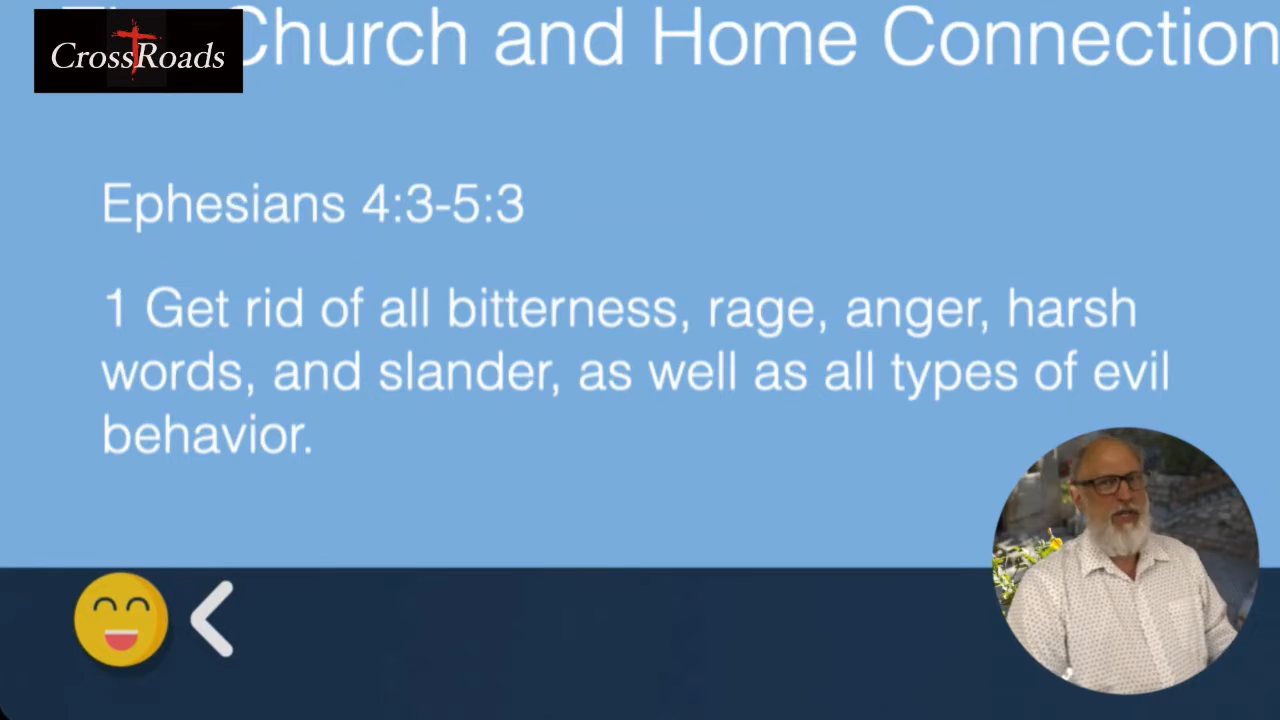 CrossRoads
Church and Home Connection
Ephesians 4:3-5:3
1 Get rid of all bitterness, rage, anger, harsh
words, and slander, as well as all types of evil
behavior.